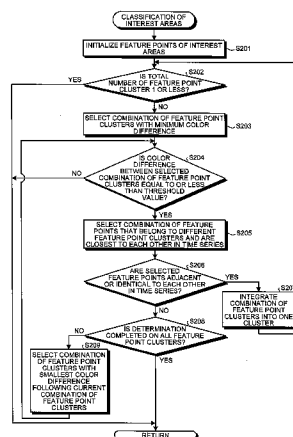 CLASSIFICATION OF
INTEREST AREAS
S201
INITIALIZE FEATURE POINTS OF INTEREST
AREAS
S202
YES
IS TOTAL
NUMBER OF FEATURE POINT
CLUSTER 1 OR LESS?
NO
S203
SELECT COMBINATION OF FEATURE POINT
CLUSTERS WITH MINIMUM COLOR
DIFFERENCE
S204
IS COLOR
DIFFERENCE
BETWEEN SELECTED
COMBINATION OF FEATURE POINT
CLUSTERS EQUAL TO OR LESS
THAN THRESHOLD
VALUE?
NO
YES
S205
SELECT COMBINATION OF FEATURE
POINTS THAT BELONG TO DIFFERENT
FEATURE POINT CLUSTERS AND ARE
CLOSEST TO EACH OTHER IN TIME SERIES
S206
ARE SELECTED
FEATURE POINTS ADJACENT
OR IDENTICAL TO EACH OTHER
IN TIME SERIES?
YES
NO
S20
INTEGRATE
COMBINATION OF
FEATURE POINT
CLUSTERS INTO ONE
CLUSTER
S208
IS DETERMINATION
COMPLETED ON ALL FEATURE
POINT CLUSTERS?
NO
YES
S209
SELECT COMBINATION
OF FEATURE POINT
CLUSTERS WITH
SMALLEST COLOR
DIFFERENCE
FOLLOWING CURRENT
COMBINATION OF
FEATURE POINT
CLUSTERS
RETURN